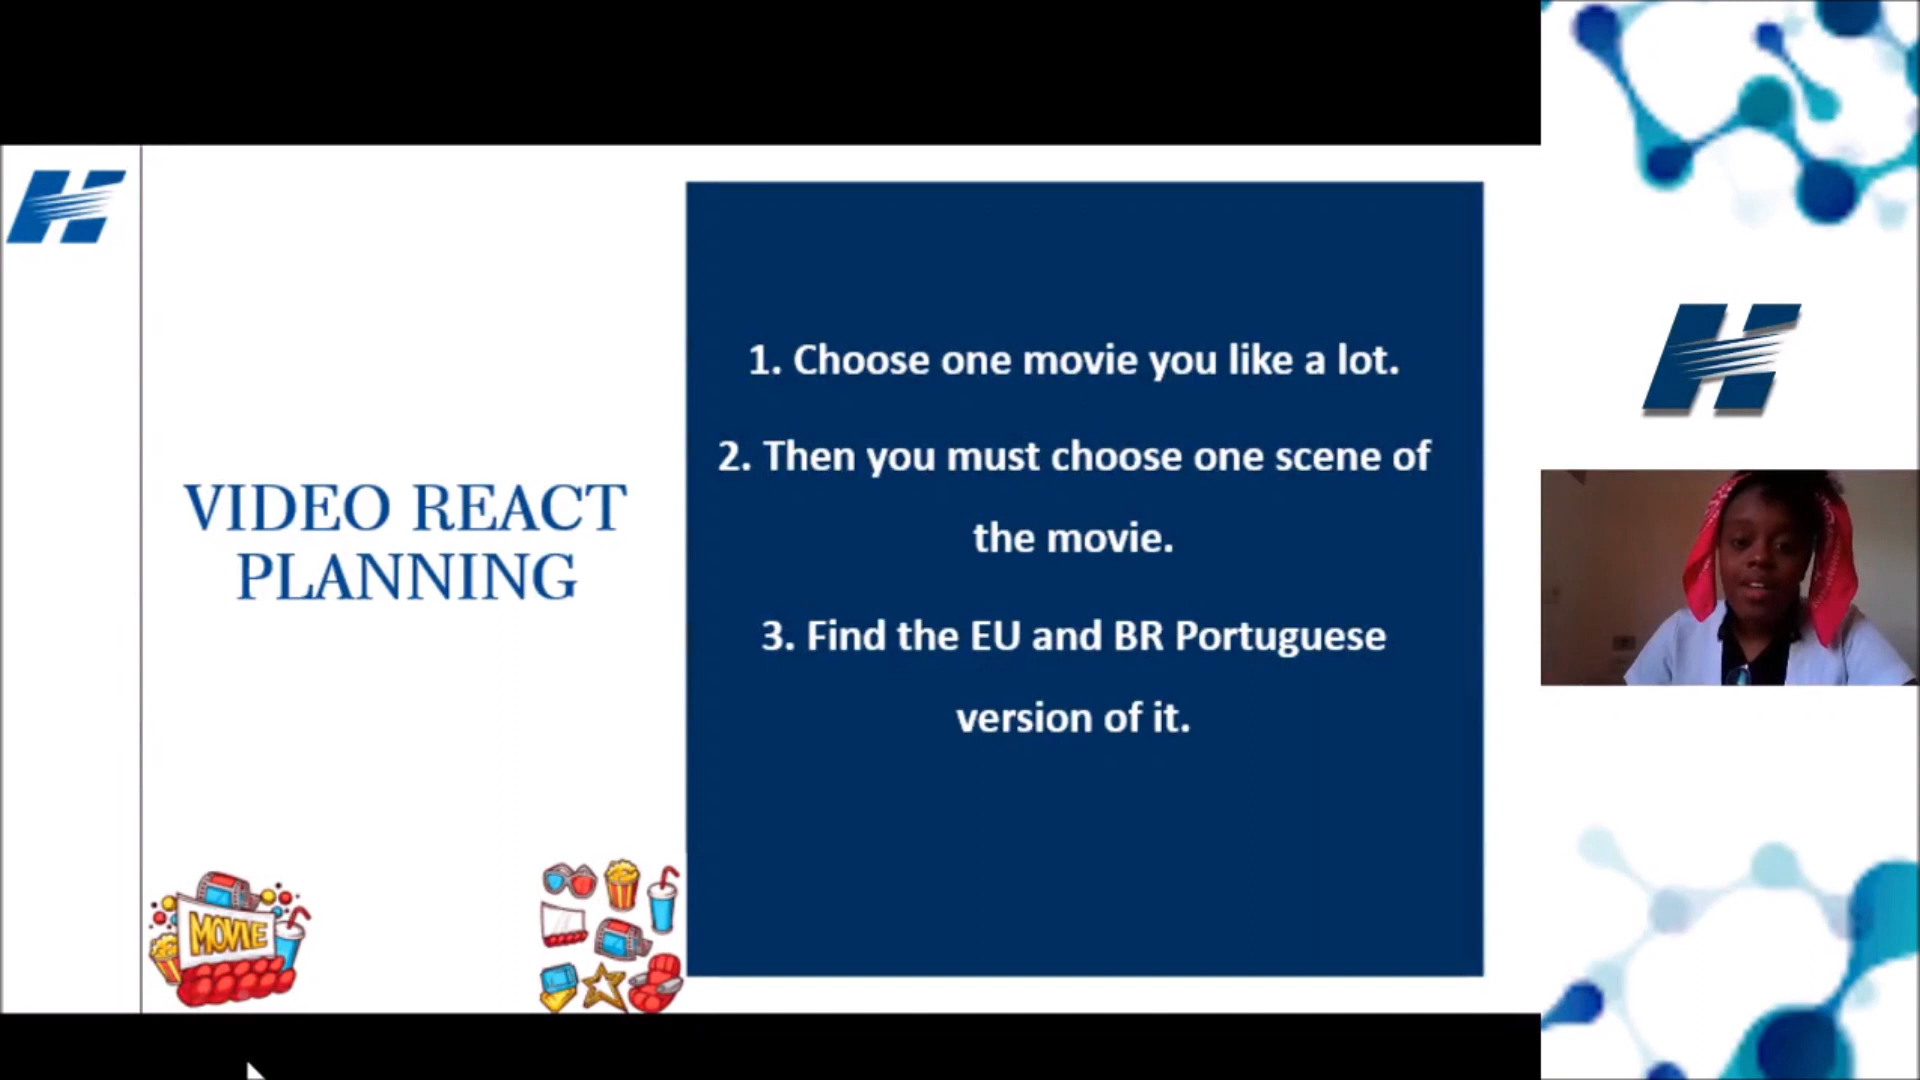 VIDEO REACT
PLANNING
1. Choose one movie you like a lot.
2. Then you must choose one scene of
the movie.
3. Find the EU and BR Portuguese
version of it.
MOVIE